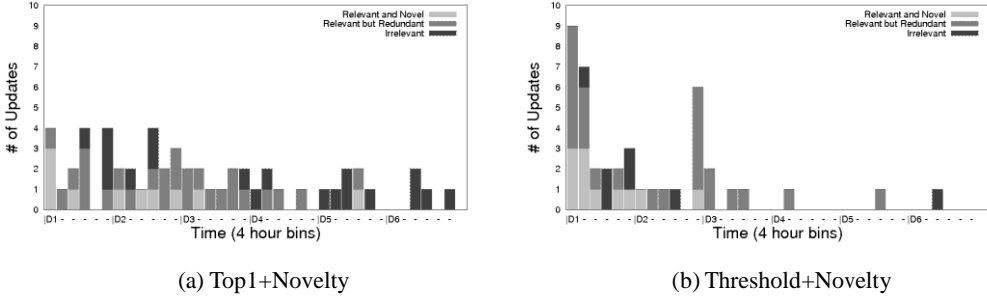 Relevant and Novel
Relevant but Redundant
Irrelevant
# of Updates
10
9
8
7
6
5
4
3
2
1
0
|D1 - - - - - |D2 - - - - - |D3 - - - - - |D4 - - - - - |D5 - - - - - |D6 - - - - - -
Time (4 hour bins)
(a) Top1+Novelty
Relevant and Novel
Relevant but Redundant
Irrelevant
# of Updates
10
9
8
7
6
5
4
3
2
1
0
|D1 - - - - - |D2 - - - - - |D3 - - - - - |D4 - - - - - |D5 - - - - - |D6 - - - - - -
Time (4 hour bins)
(b) Threshold+Novelty